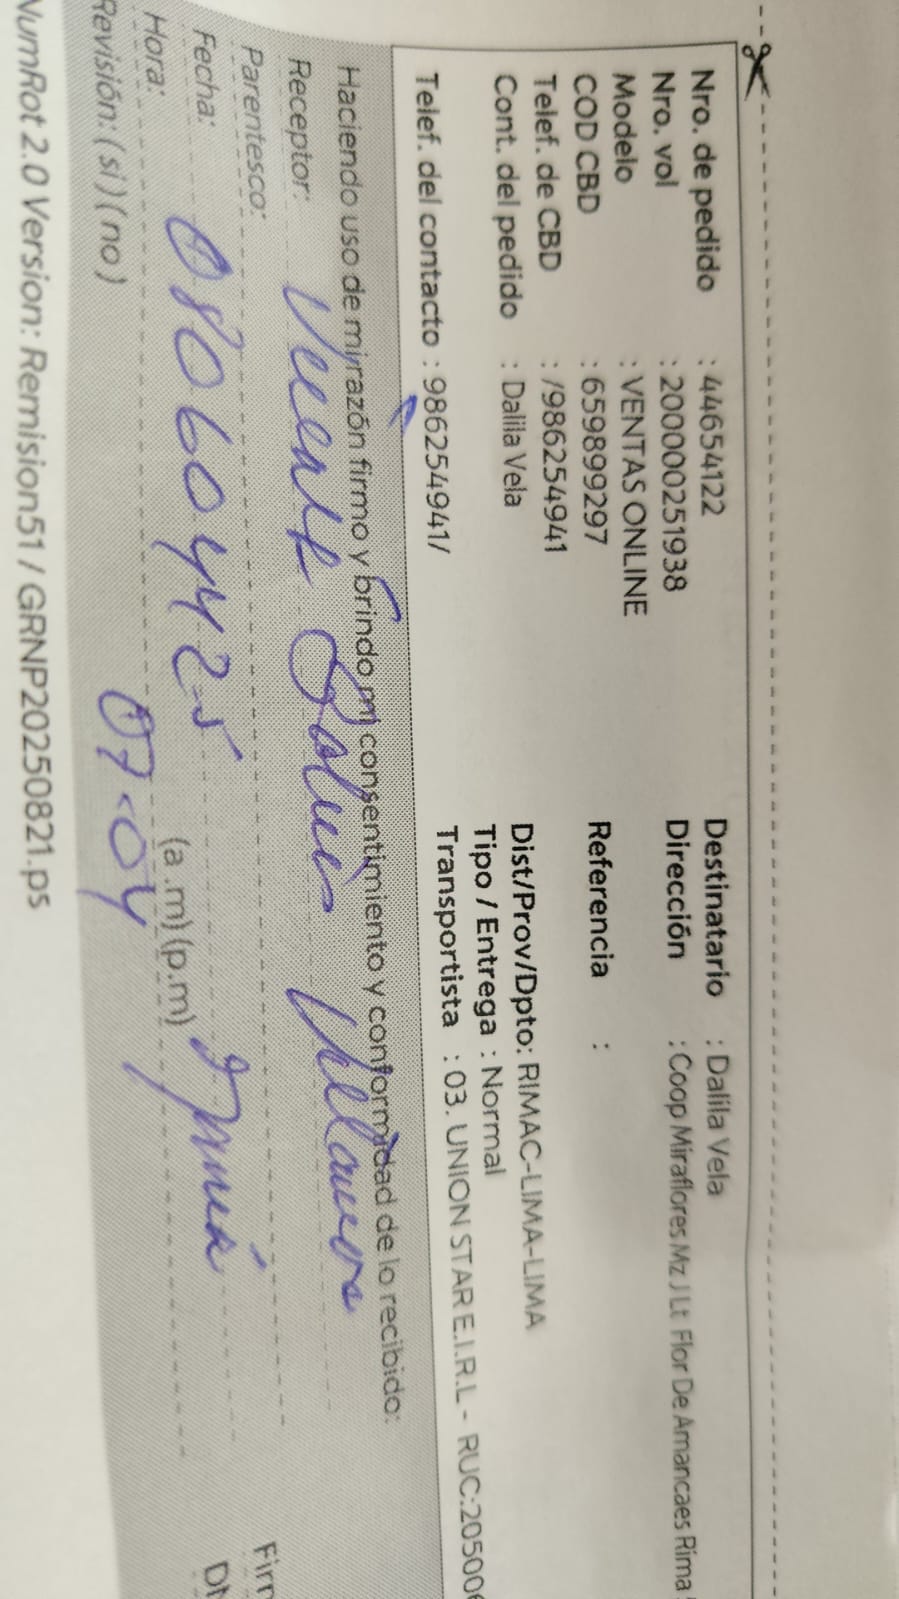 Nro. de pedido : 44654122
Nro. vol : 200000251938
Modelo : VENTAS ONLINE
COD CBD : 659899297
Telef. de CBD : /986254941
Cont. del pedido : Dalila Vela
Telef. del contacto : 986254941/
Destinatario : Dalila Vela
Dirección : Coop Miraflores Mz J Lt Flor De Amancaes Rima
Referencia :
Dist/Prov/Dpto: RIMAC-LIMA-LIMA
Tipo / Entrega : Normal
Transportista : 03. UNION STAR E.I.R.L - RUC:20500
Haciendo uso de mi razón firmo y brindo mi consentimiento y conformidad de lo recibido:
Receptor:
Parentesco:
Fecha: 08060442-5
Hora: (a.m)(p.m)
07-04
Revisión: (si) (no)
NumRot 2.0 Version: Remision51 / GRNP20250821.ps